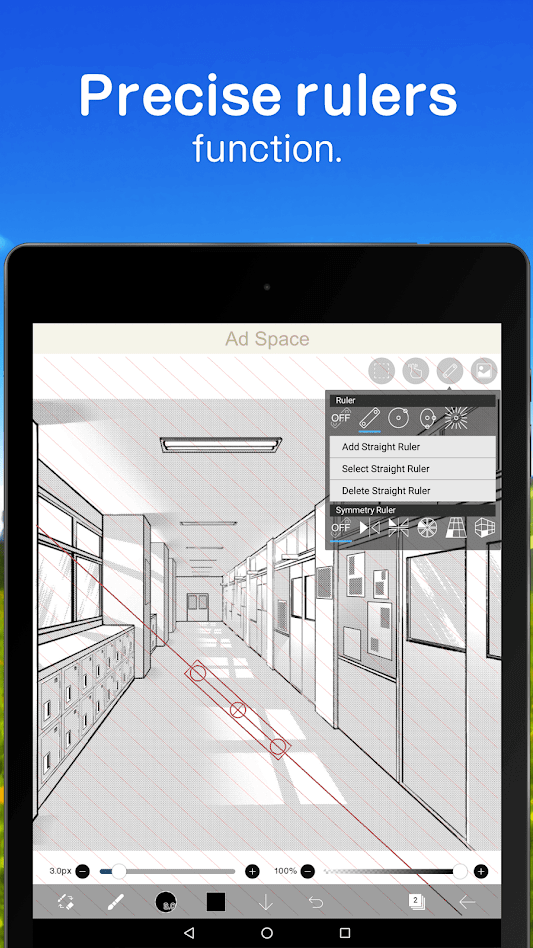 Precise rulers
function.
Ad Space
Ruler
OFF
Add Straight Ruler
Select Straight Ruler
Delete Straight Ruler
Symmetry Ruler
OFF
3.0px
100%
2